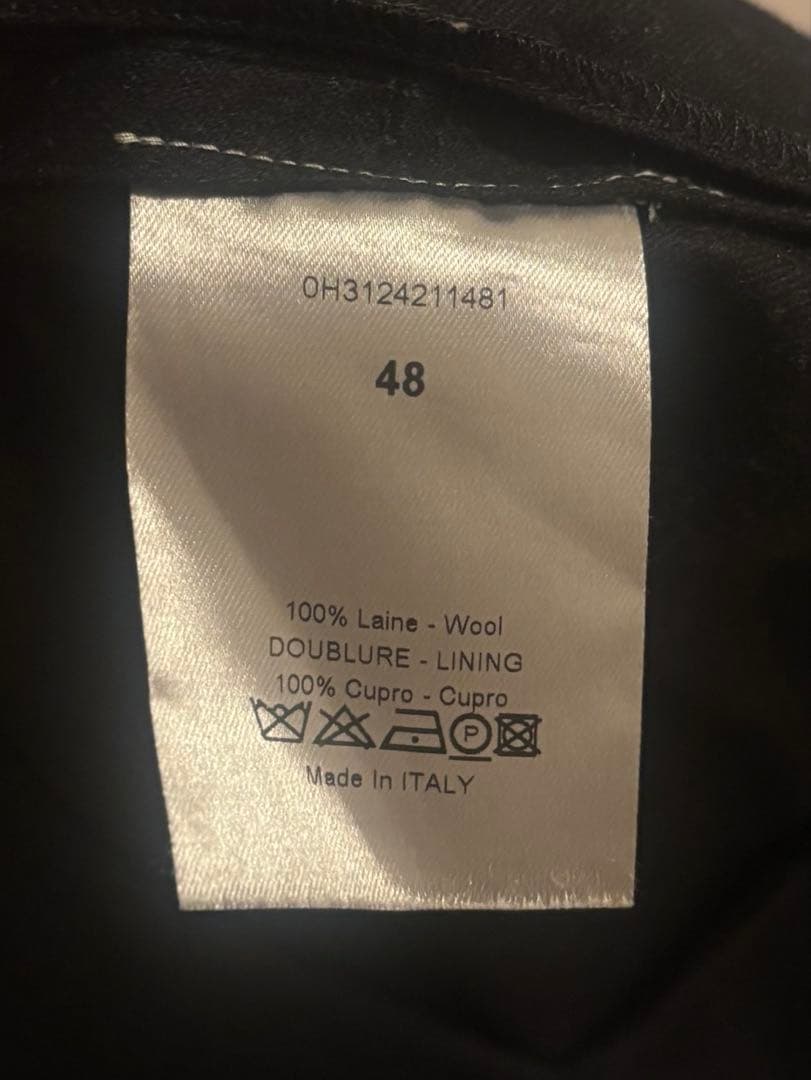 0H3124211481
48
100% Laine - Wool
DOUBLURE - LINING
100% Cupro - Cupro
P
Made In ITALY